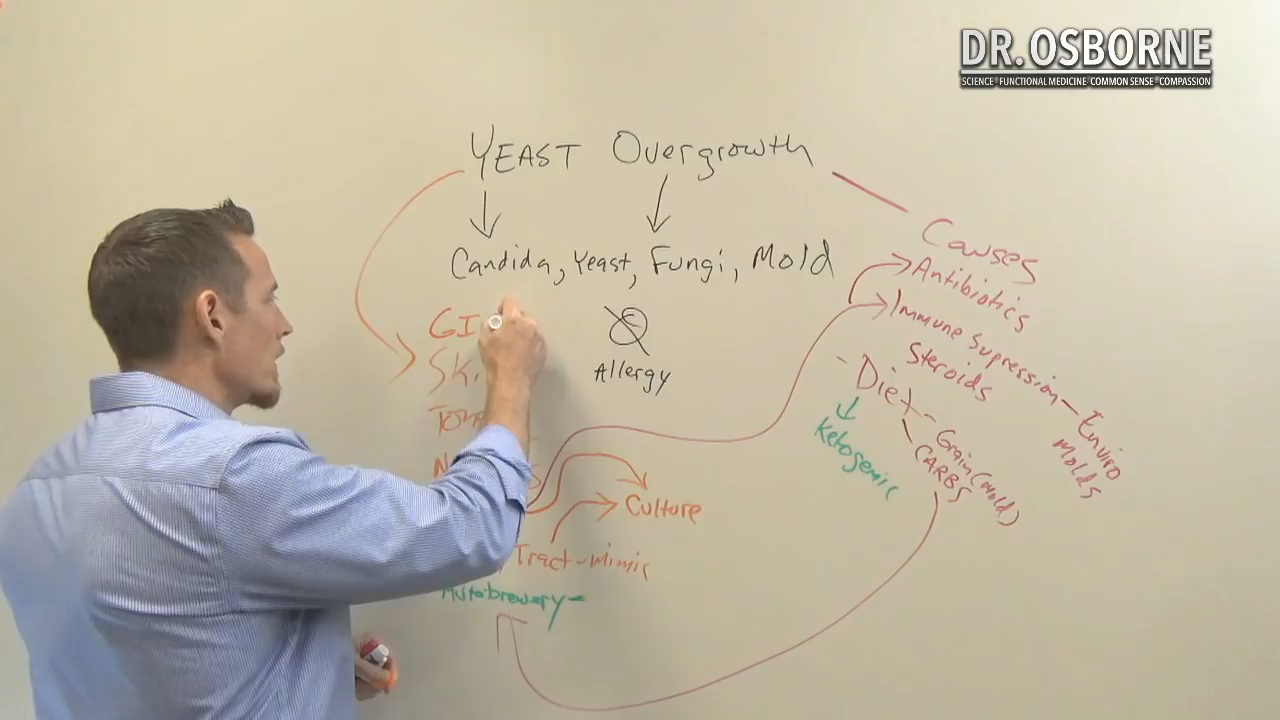 DR. OSBORNE
SCIENCE FUNCTIONAL MEDICINE COMMON SENSE COMPASSION
YEAST Overgrowth
Candida, Yeast, Fungi, Mold
Causes
Antibiotics
Immune Supression - Enviro
Molds
Steroids
Diet - Grain (mold)
CARBS
Ketogenic
GI
Allergy
Culture
Tract - mimic
Autobrewery -